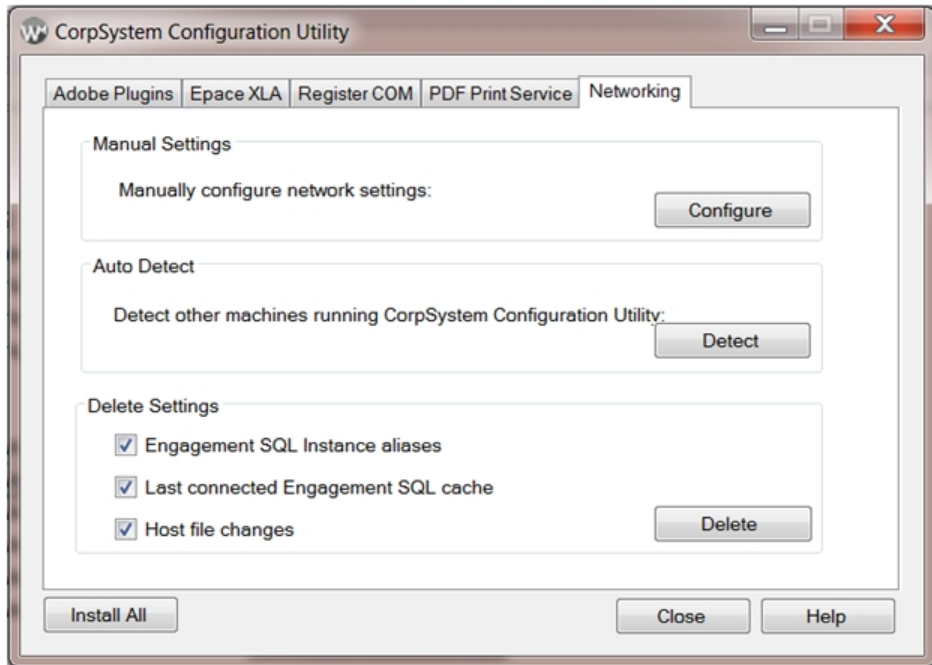 CorpSystem Configuration Utility
Adobe Plugins Epace XLA Register COM PDF Print Service Networking
Manual Settings
Manually configure network settings:
Configure
Auto Detect
Detect other machines running CorpSystem Configuration Utility:
Detect
Delete Settings
Engagement SQL Instance aliases
Last connected Engagement SQL cache
Host file changes
Delete
Install All Close Help